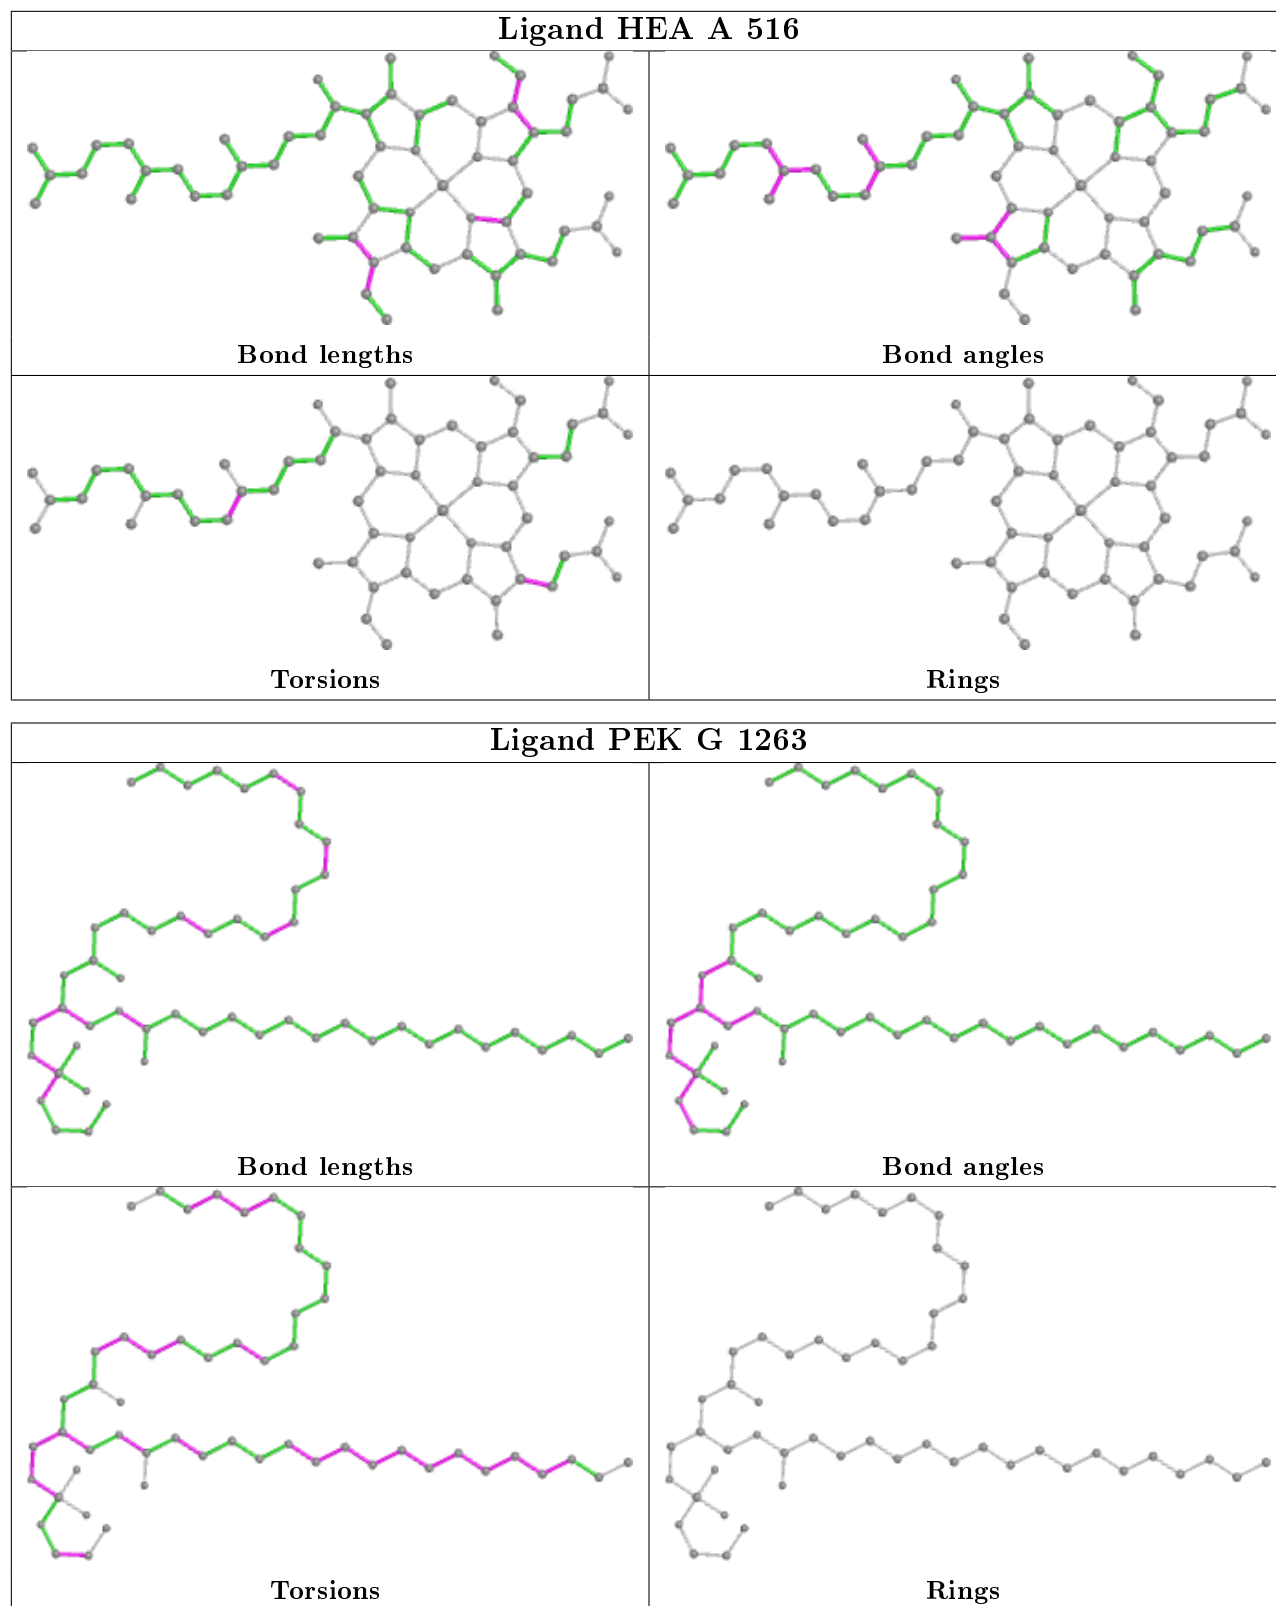 Ligand HEA A 516
Bond lengths
Bond angles
Torsions
Rings
Ligand PEK G 1263
Bond lengths
Bond angles
Torsions
Rings